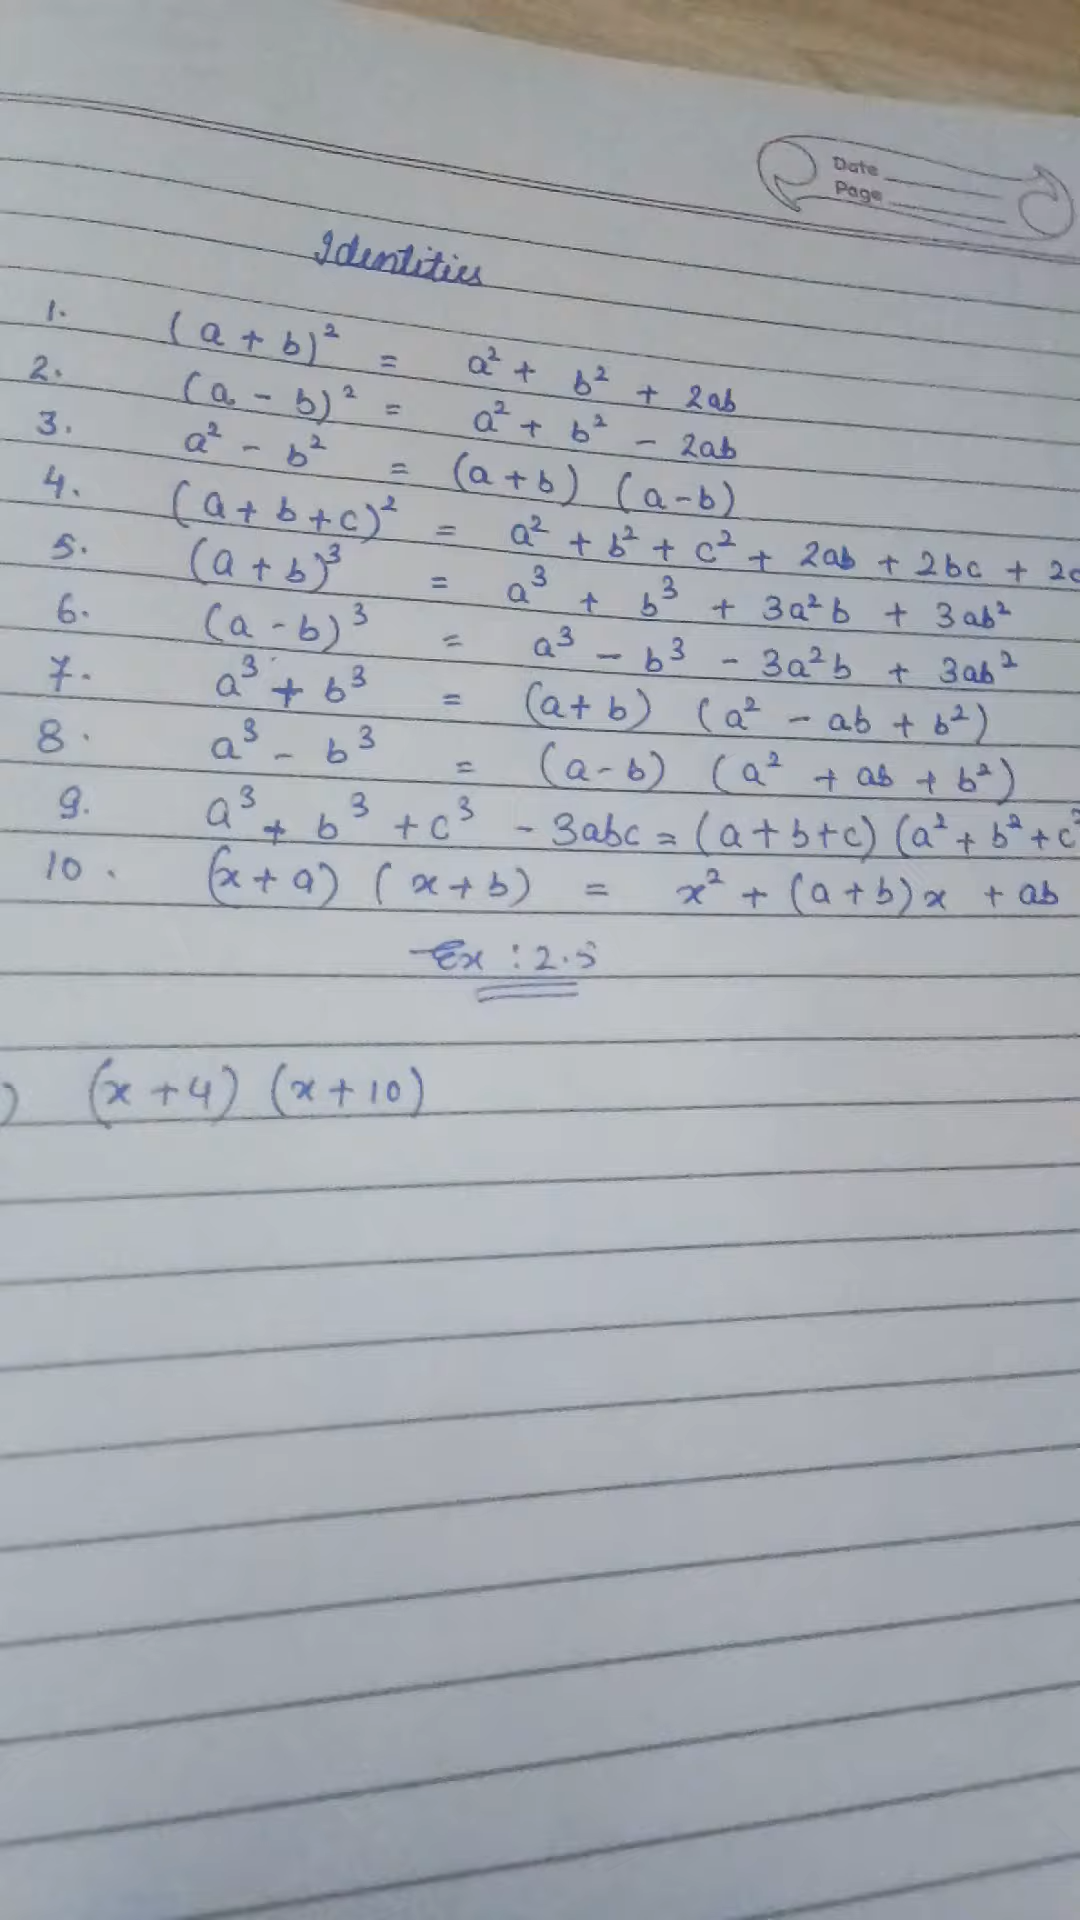 Date
Page
Identities
1. (a + b)² = a² + b² + 2ab
2. (a - b)² = a² + b² - 2ab
3. a² - b² = (a + b) (a - b)
4. (a + b + c)² = a² + b² + c² + 2ab + 2bc + 2c
5. (a + b)³ = a³ + b³ + 3a²b + 3ab²
6. (a - b)³ = a³ - b³ - 3a²b + 3ab²
7. a³ + b³ = (a + b) (a² - ab + b²)
8. a³ - b³ = (a - b) (a² + ab + b²)
9. a³ + b³ + c³ - 3abc = (a + b + c) (a² + b² + c²
10. (x + a) (x + b) = x² + (a + b)x + ab
Ex : 2.5
) (x + 4) (x + 10)